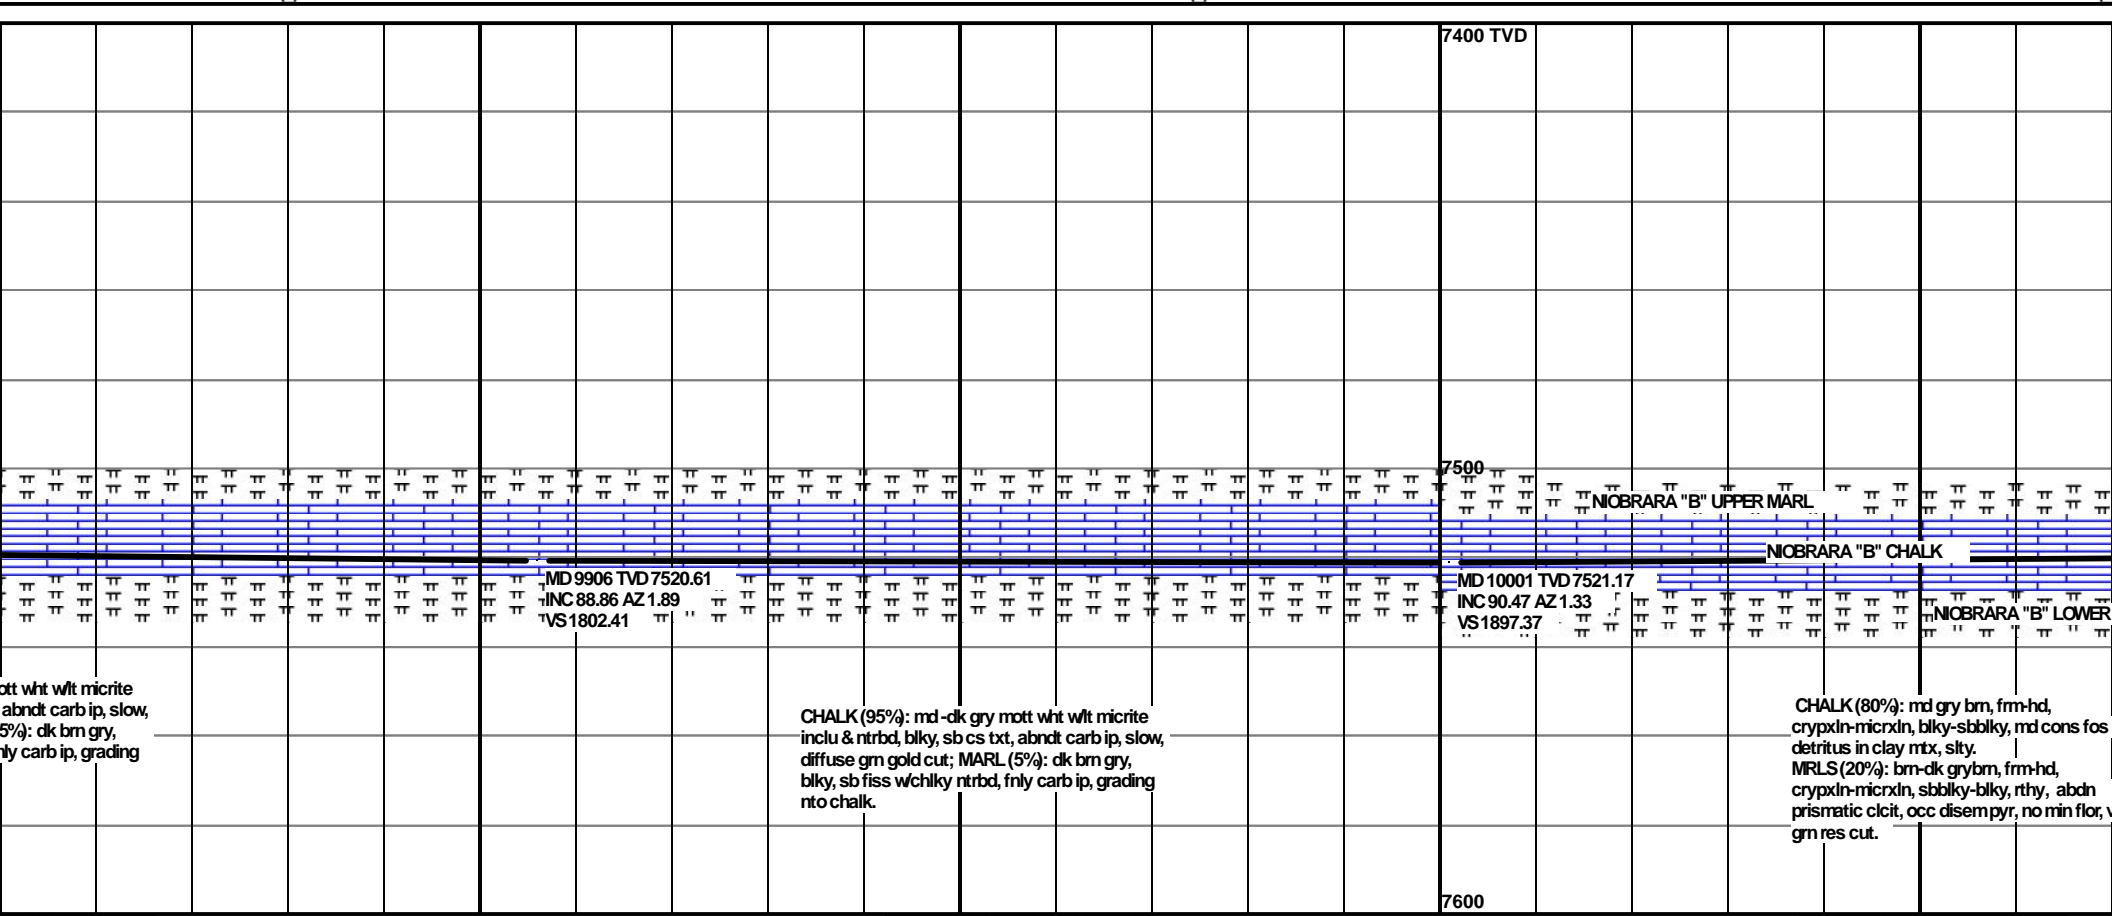 7400 TVD
7500
NIOBRARA "B" UPPER MARL
NIOBRARA "B" CHALK
MD 9906 TVD 7520.61
INC 88.86 AZ 1.89
VS 1802.41
MD 10001 TVD 7521.17
INC 90.47 AZ 1.33
VS 1897.37
NIOBRARA "B" LOWER
ott wht w/lt micrite
abndt carb ip, slow,
5%): dk brn gry,
nly carb ip, grading
CHALK (95%): md -dk gry mott wht w/lt micrite
inclu & ntrbd, blky, sb cs txt, abndt carb ip, slow,
diffuse grn gold cut; MARL (5%): dk brn gry,
blky, sb fiss w/chlky ntrbd, fnly carb ip, grading
nto chalk.
CHALK (80%): md gry brn, frm-hd,
crypxln-micrxln, blky-sbblky, md cons fos
detritus in clay mtx, slty.
MRLS (20%): brn-dk grybrn, frm-hd,
crypxln-micrxln, sbblky-blky, rthy, abdn
prismatic clcit, occ disem pyr, no min flor, v
grn res cut.
7600